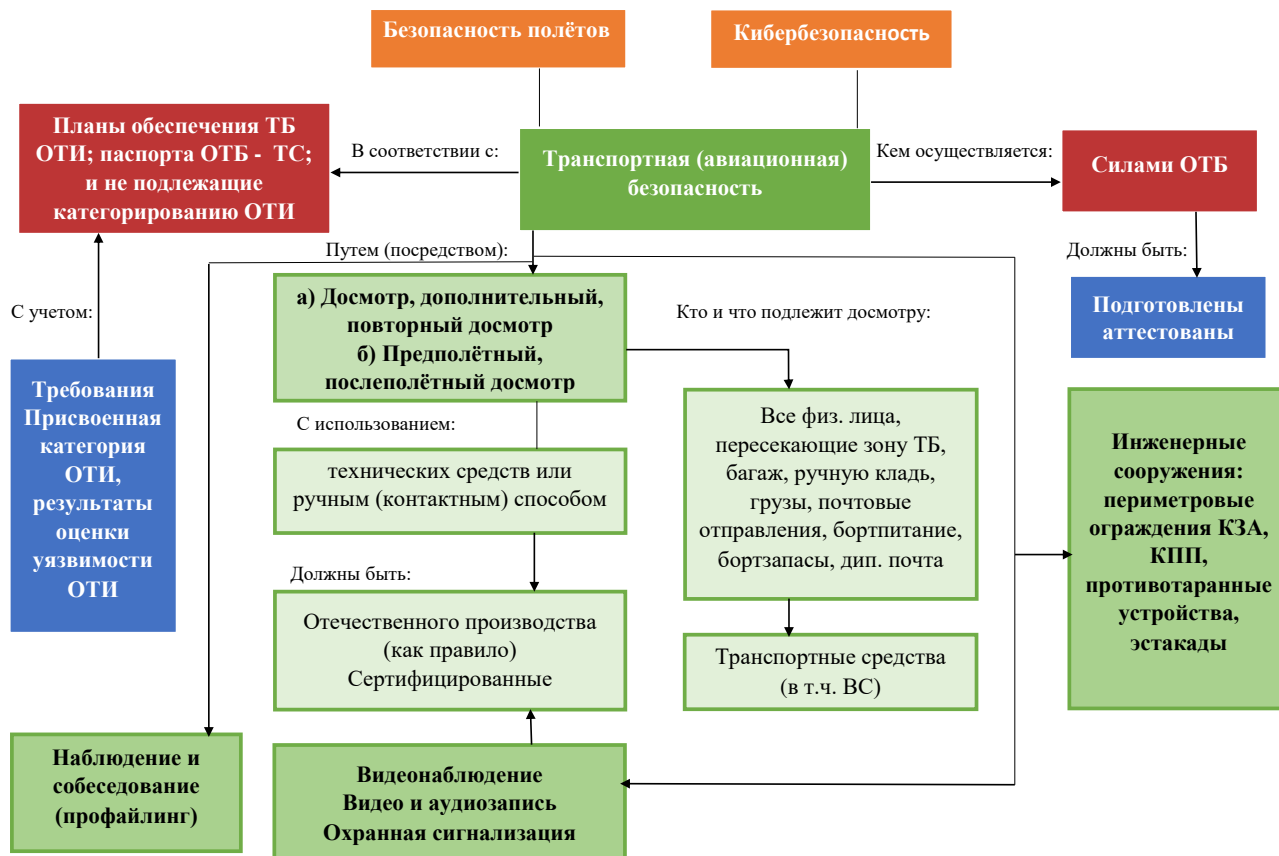 Безопасность полётов
Кибербезопасность
Планы обеспечения ТБ
ОТИ; паспорта ОТБ - ТС;
и не подлежащие
категорированию ОТИ
В соответствии с:
Транспортная (авиационная)
безопасность
Кем осуществляется:
Силами ОТБ
Путем (посредством):
Должны быть:
С учетом:
а) Досмотр, дополнительный,
повторный досмотр
б) Предполётный,
послеполётный досмотр
Кто и что подлежит досмотру:
Подготовлены
аттестованы
Требования
Присвоенная
категория
ОТИ,
результаты
оценки
уязвимости
ОТИ
С использованием:
технических средств или
ручным (контактным) способом
Все физ. лица,
пересекающие зону ТБ,
багаж, ручную кладь,
грузы, почтовые
отправления, бортпитание,
бортзапасы, дип. почта
Инженерные
сооружения:
периметровые
ограждения КЗА,
КПП,
противотаранные
устройства,
эстакады
Должны быть:
Отечественного производства
(как правило)
Сертифицированные
Транспортные средства
(в т.ч. ВС)
Наблюдение и
собеседование
(профайлинг)
Видеонаблюдение
Видео и аудиозапись
Охранная сигнализация